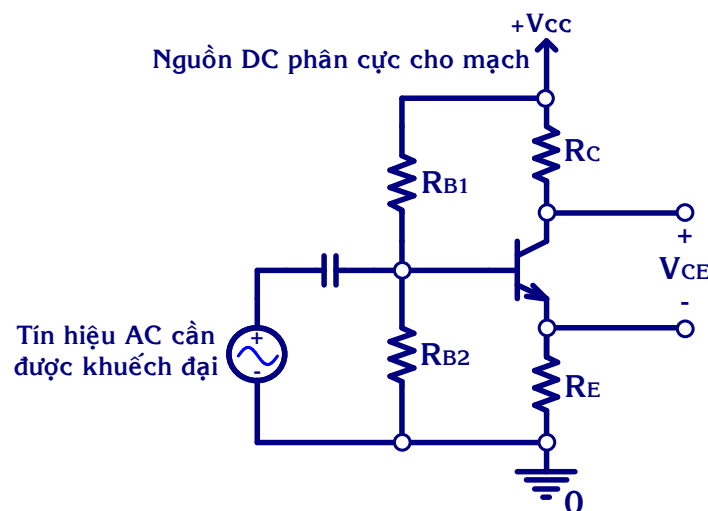 +Vcc
Nguồn DC phân cực cho mạch
RC
RB1
+
VCE
-
Tín hiệu AC cần
được khuếch đại
+
-
RB2
RE
0